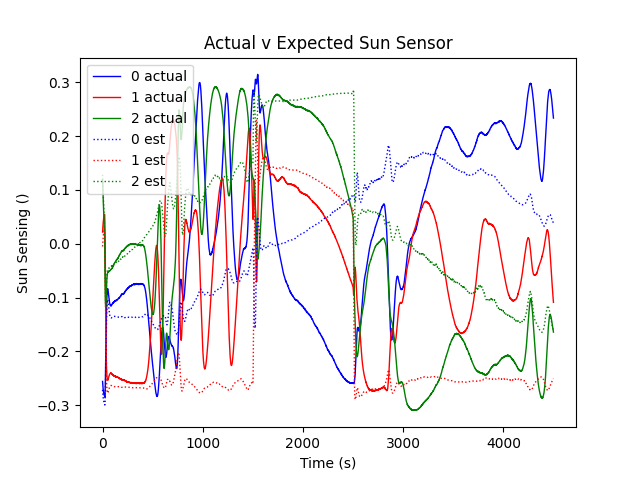 Actual v Expected Sun Sensor
0 actual
1 actual
2 actual
0 est
1 est
2 est
0.3
0.2
0.1
0.0
−0.1
−0.2
−0.3
Sun Sensing ()
0 1000 2000 3000 4000
Time (s)